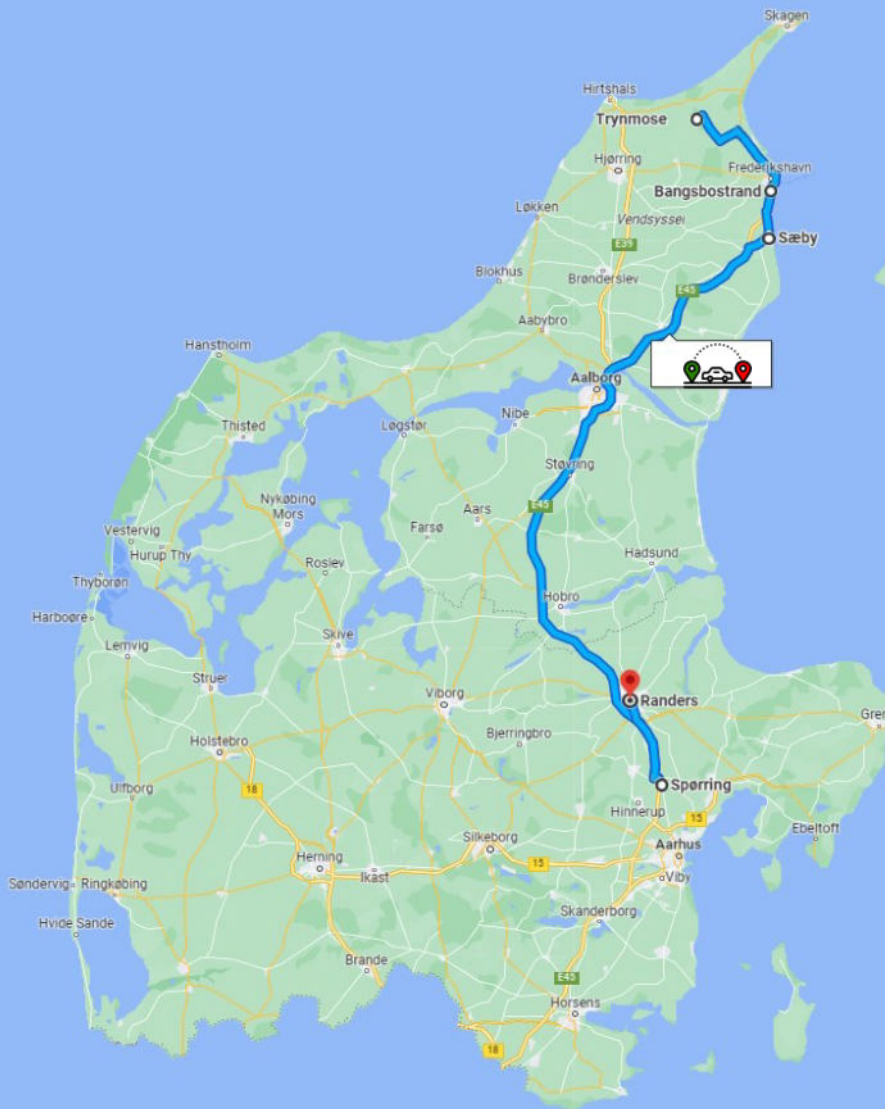 Skagen
Hirtshals
Trynmose
Hjørring
Frederikshavn
Bangsbostrand
Løkken
Vendsyssel
Sæby
E39
Blokhus
Brønderslev
E45
Aabybro
Hanstholm
Aalborg
Thisted
Løgstør
Nibe
Støvring
Nykøbing
Mors
Aars
E45
Vestervig
Farsø
Hurup Thy
Roslev
Hadsund
Thyborøn
Hobro
Harboøre
Lemvig
Skive
Struer
Viborg
Randers
Bjerringbro
Holstebro
Spørring
Ulfborg
18
Hinnerup
15
Ebeltoft
Silkeborg
Aarhus
Herning
Ikast
15
Viby
Søndervig
Ringkøbing
Skanderborg
Hvide Sande
Brande
E45
Horsens
18